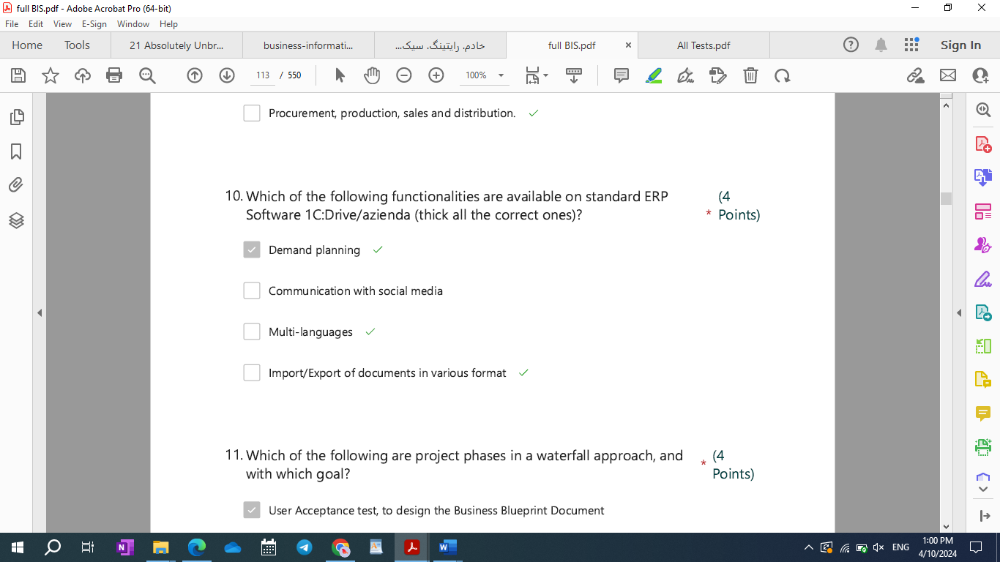 full BIS.pdf - Adobe Acrobat Pro (64-bit)
File Edit View E-Sign Window Help
Home Tools 21 Absolutely Unbr... business-informati... خادم، رایتینگ، سیک... full BIS.pdf × All Tests.pdf Sign In
113 / 550 100%
Procurement, production, sales and distribution.
10. Which of the following functionalities are available on standard ERP (4
Software 1C:Drive/azienda (thick all the correct ones)? * Points)
Demand planning
Communication with social media
Multi-languages
Import/Export of documents in various format
11. Which of the following are project phases in a waterfall approach, and (4
with which goal? * Points)
User Acceptance test, to design the Business Blueprint Document
ENG 1:00 PM
4/10/2024